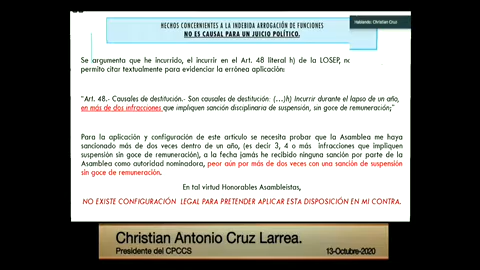 HECHOS CONCERNIENTES A LA INDEBIDA ARROGACIÓN DE FUNCIONES
NO ES CAUSAL PARA UN JUICIO POLÍTICO.
Hablando: Christian Cruz
Se argumenta que he incurrido, el incurrir en el Art. 48 literal h) de la LOSEP,
permito citar textualmente para evidenciar la errónea aplicación:
"Art. 48.- Causales de destitución.- Son causales de destitución: (…)h) Incurrir durante el lapso de un año,
en más de dos infracciones que impliquen sanción disciplinaria de suspensión, sin goce de remuneración;"
Para la aplicación y configuración de este articulo se necesita probar que la Asamblea me haya
sancionado más de dos veces dentro de un año, (es decir 3, 4 o más infracciones que impliquen
suspensión sin goce de remuneración), a la fecha jamás he recibido ninguna sanción por parte de la
Asamblea como autoridad nominadora, peor aún por más de dos veces con una sanción de suspensión
sin goce de remuneración.
En tal virtud Honorables Asambleístas,
NO EXISTE CONFIGURACIÓN LEGAL PARA PRETENDER APLICAR ESTA DISPOSICIÓN EN MI CONTRA.
Christian Antonio Cruz Larrea.
Presidente del CPCCS
13-Octubre-2020